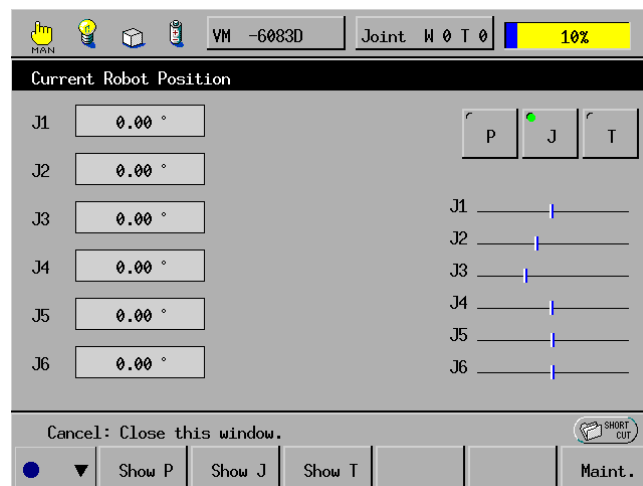 MAN VM -6083D Joint W 0 T 0 10%
Current Robot Position
J1 0.00 °
J2 0.00 °
J3 0.00 °
J4 0.00 °
J5 0.00 °
J6 0.00 °
P J T
J1
J2
J3
J4
J5
J6
Cancel: Close this window.
SHORT
CUT
Show P Show J Show T Maint.